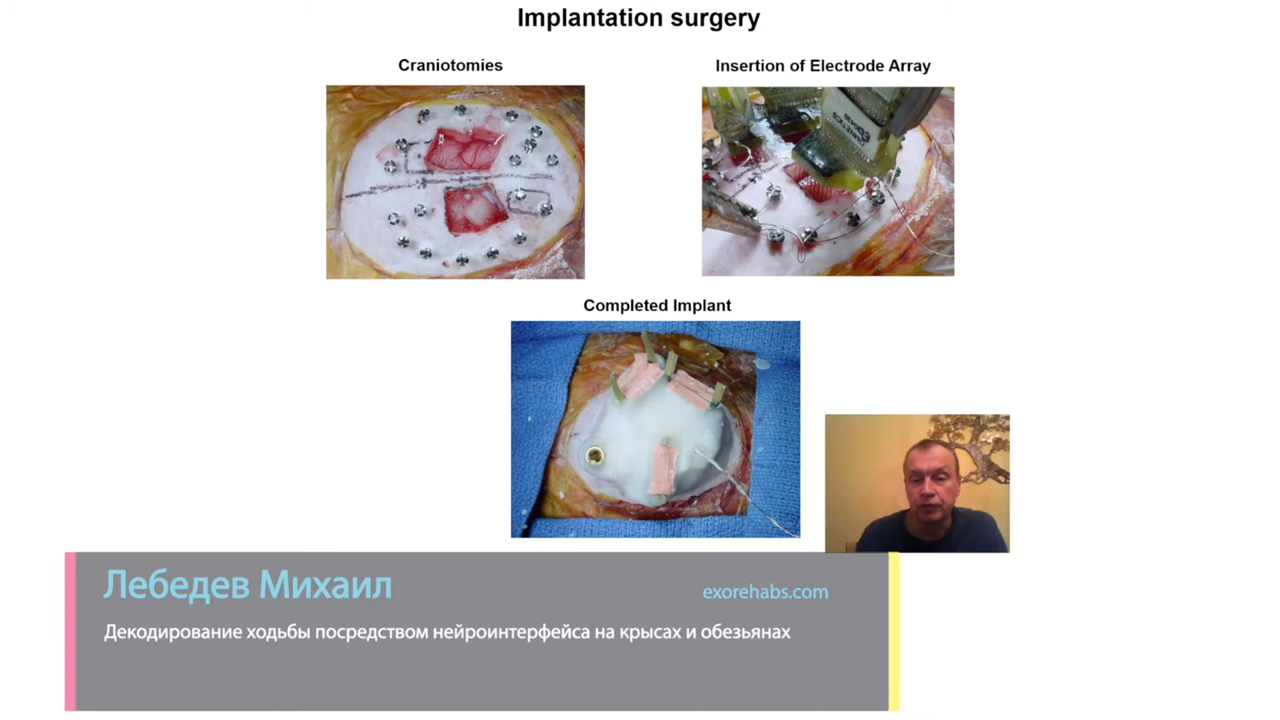 Implantation surgery
Craniotomies
Insertion of Electrode Array
Completed Implant
Лебедев Михаил
exorehabs.com
Декодирование ходьбы посредством нейроинтерфейса на крысах и обезьянах